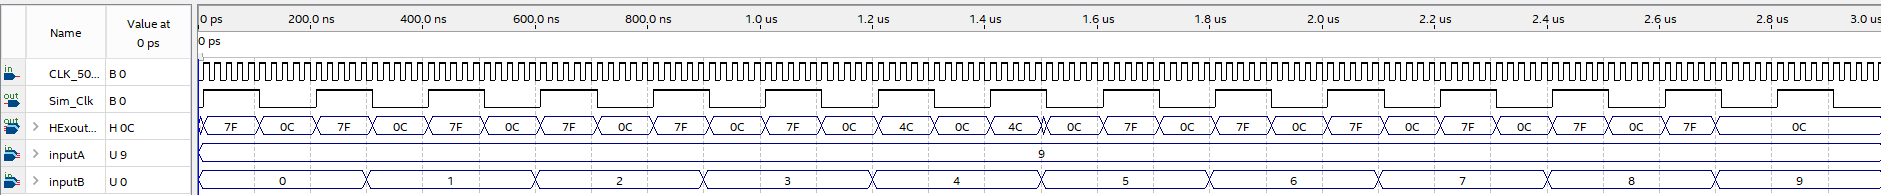 Name Value at 0 ps
0 ps 200.0 ns 400.0 ns 600.0 ns 800.0 ns 1.0 us 1.2 us 1.4 us 1.6 us 1.8 us 2.0 us 2.2 us 2.4 us 2.6 us 2.8 us 3.0 us
0 ps
in CLK_50... B 0
out Sim_Clk B 0
out HExout... H 0C 7F 0C 7F 0C 7F 0C 7F 0C 7F 0C 7F 0C 4C 0C 4C 0C 7F 0C 7F 0C 7F 0C 7F 0C 7F 0C 7F 0C
in inputA U 9 9
in inputB U 0 0 1 2 3 4 5 6 7 8 9